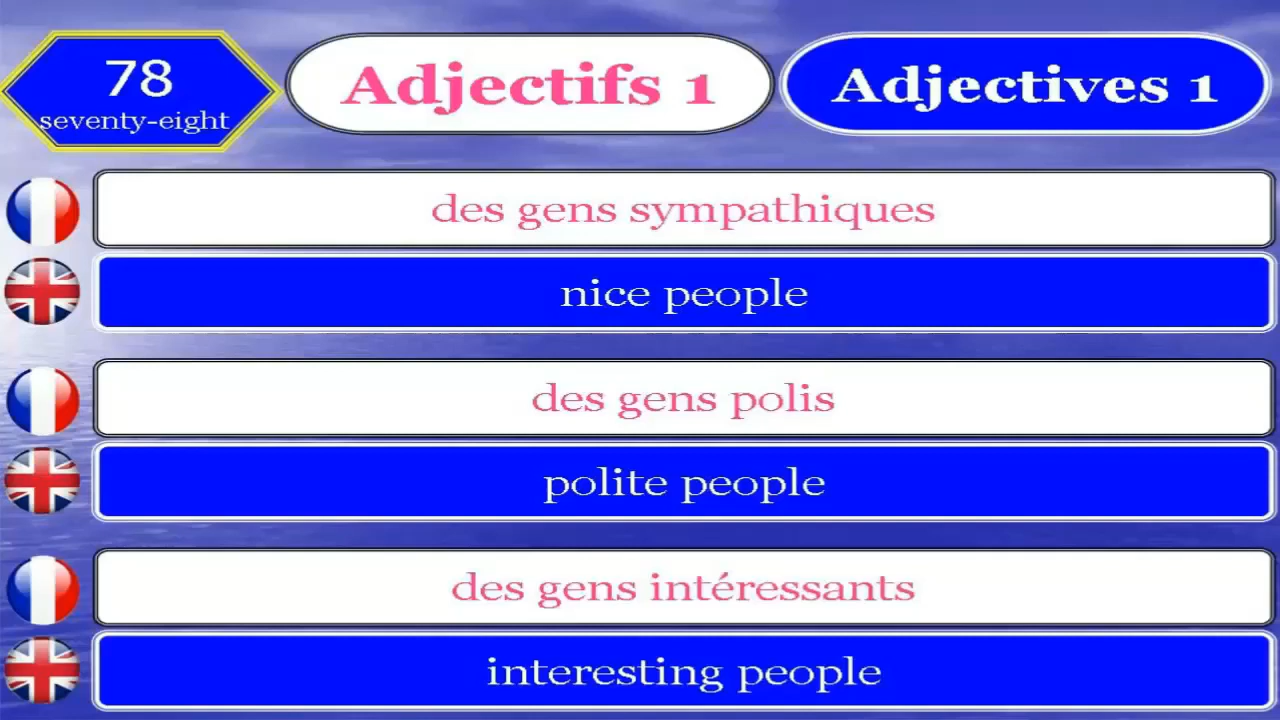 78
seventy-eight
Adjectifs 1
Adjectives 1
des gens sympathiques
nice people
des gens polis
polite people
des gens intéressants
interesting people